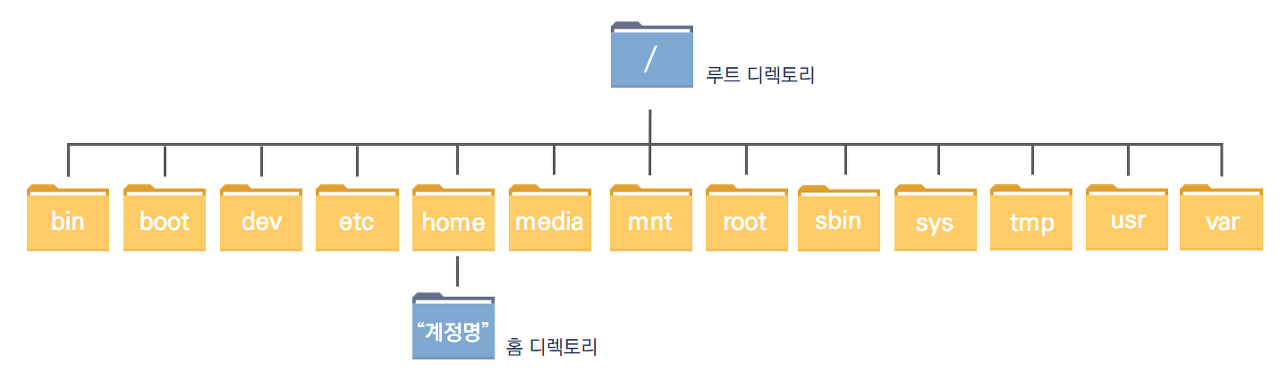 /
루트 디렉토리
bin
boot
dev
etc
home
media
mnt
root
sbin
sys
tmp
usr
var
“계정명”
홈 디렉토리